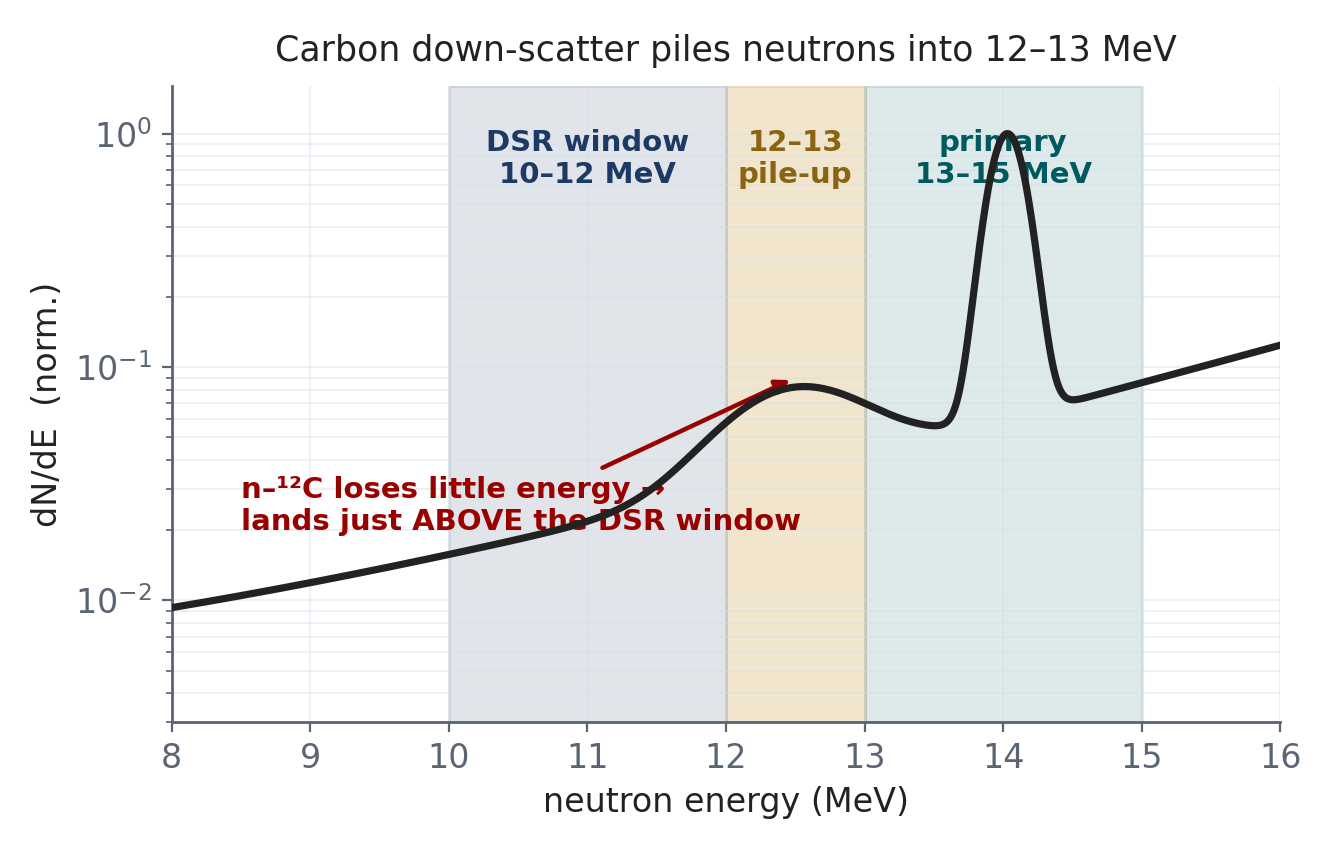 Carbon down-scatter piles neutrons into 12–13 MeV
DSR window
10–12 MeV
12–13
pile-up
primary
13–15 MeV
10⁰
10⁻¹
10⁻²
dN/dE (norm.)
n–¹²C loses little energy →
lands just ABOVE the DSR window
8 9 10 11 12 13 14 15 16
neutron energy (MeV)